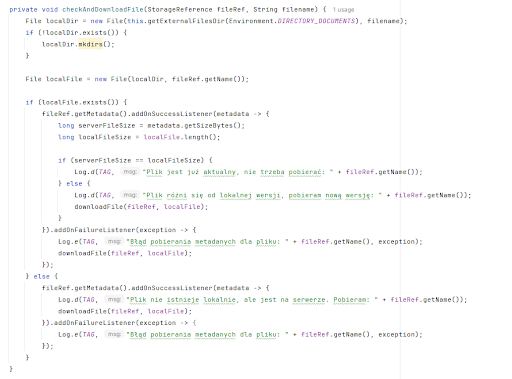 private void checkAndDownloadFile(StorageReference fileRef, String filename) { 1 usage
File localDir = new File(this.getExternalFilesDir(Environment.DIRECTORY_DOCUMENTS), filename);
if (!localDir.exists()) {
localDir.mkdirs();
}
File localFile = new File(localDir, fileRef.getName());
if (localFile.exists()) {
fileRef.getMetadata().addOnSuccessListener(metadata -> {
long serverFileSize = metadata.getSizeBytes();
long localFileSize = localFile.length();
if (serverFileSize == localFileSize) {
Log.d(TAG, msg: "Plik jest już aktualny, nie trzeba pobierać: " + fileRef.getName());
} else {
Log.d(TAG, msg: "Plik różni się od lokalnej wersji, pobieram nową wersję: " + fileRef.getName());
downloadFile(fileRef, localFile);
}
}).addOnFailureListener(exception -> {
Log.e(TAG, msg: "Błąd pobierania metadanych dla pliku: " + fileRef.getName(), exception);
downloadFile(fileRef, localFile);
});
} else {
fileRef.getMetadata().addOnSuccessListener(metadata -> {
Log.d(TAG, msg: "Plik nie istnieje lokalnie, ale jest na serwerze. Pobieram: " + fileRef.getName());
downloadFile(fileRef, localFile);
}).addOnFailureListener(exception -> {
Log.e(TAG, msg: "Błąd pobierania metadanych dla pliku: " + fileRef.getName(), exception);
});
}
}